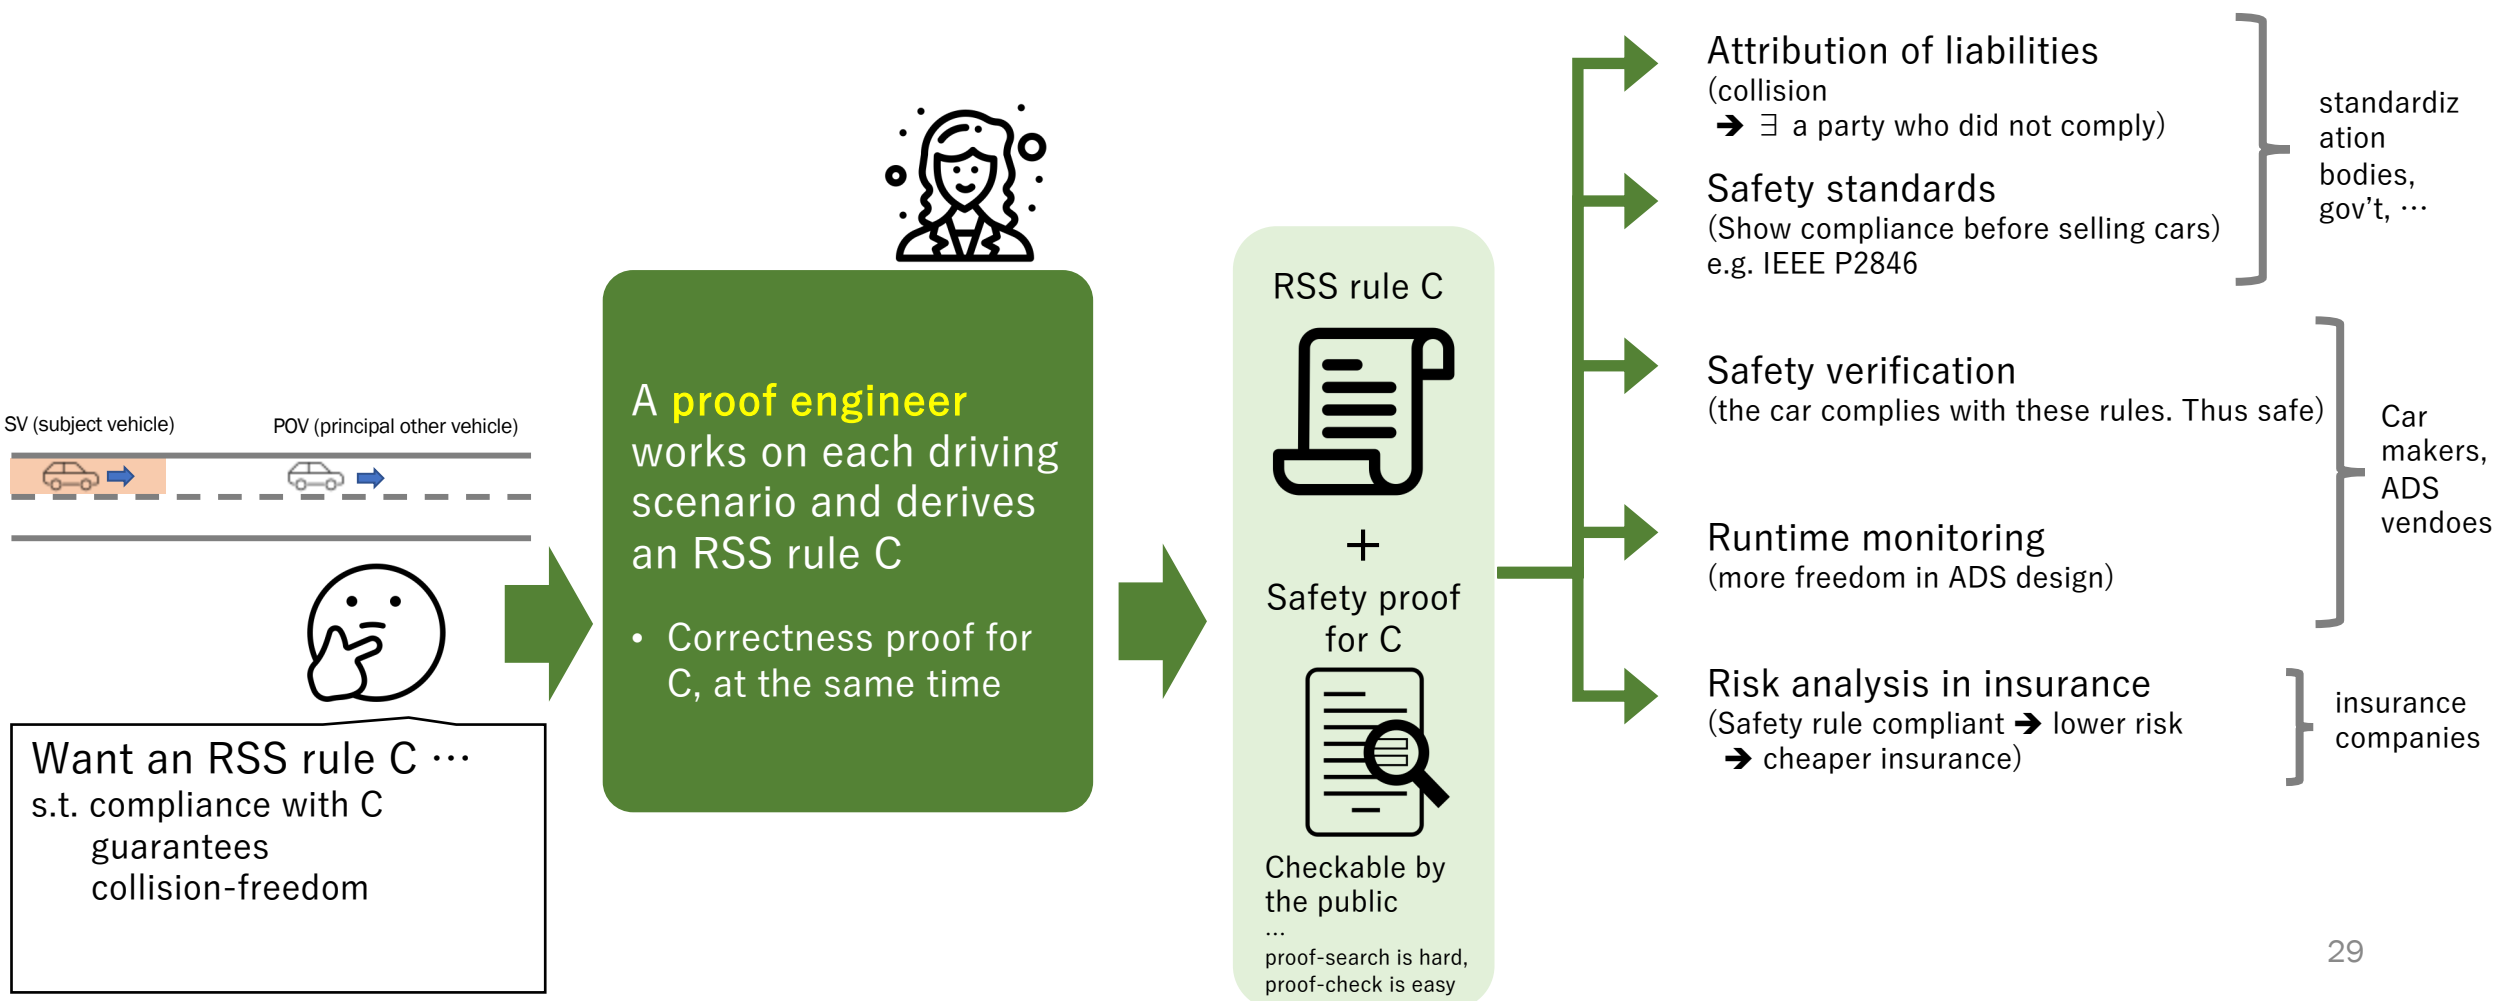 SV (subject vehicle)
POV (principal other vehicle)
Want an RSS rule C …
s.t. compliance with C
guarantees
collision-freedom
A proof engineer
works on each driving
scenario and derives
an RSS rule C
• Correctness proof for
C, at the same time
RSS rule C
+
Safety proof
for C
Checkable by
the public
…
proof-search is hard,
proof-check is easy
Attribution of liabilities
(collision
➔ ∃ a party who did not comply)
Safety standards
(Show compliance before selling cars)
e.g. IEEE P2846
standardiz
ation
bodies,
gov’t, …
Safety verification
(the car complies with these rules. Thus safe)
Runtime monitoring
(more freedom in ADS design)
Car
makers,
ADS
vendoes
Risk analysis in insurance
(Safety rule compliant ➔ lower risk
➔ cheaper insurance)
insurance
companies
29